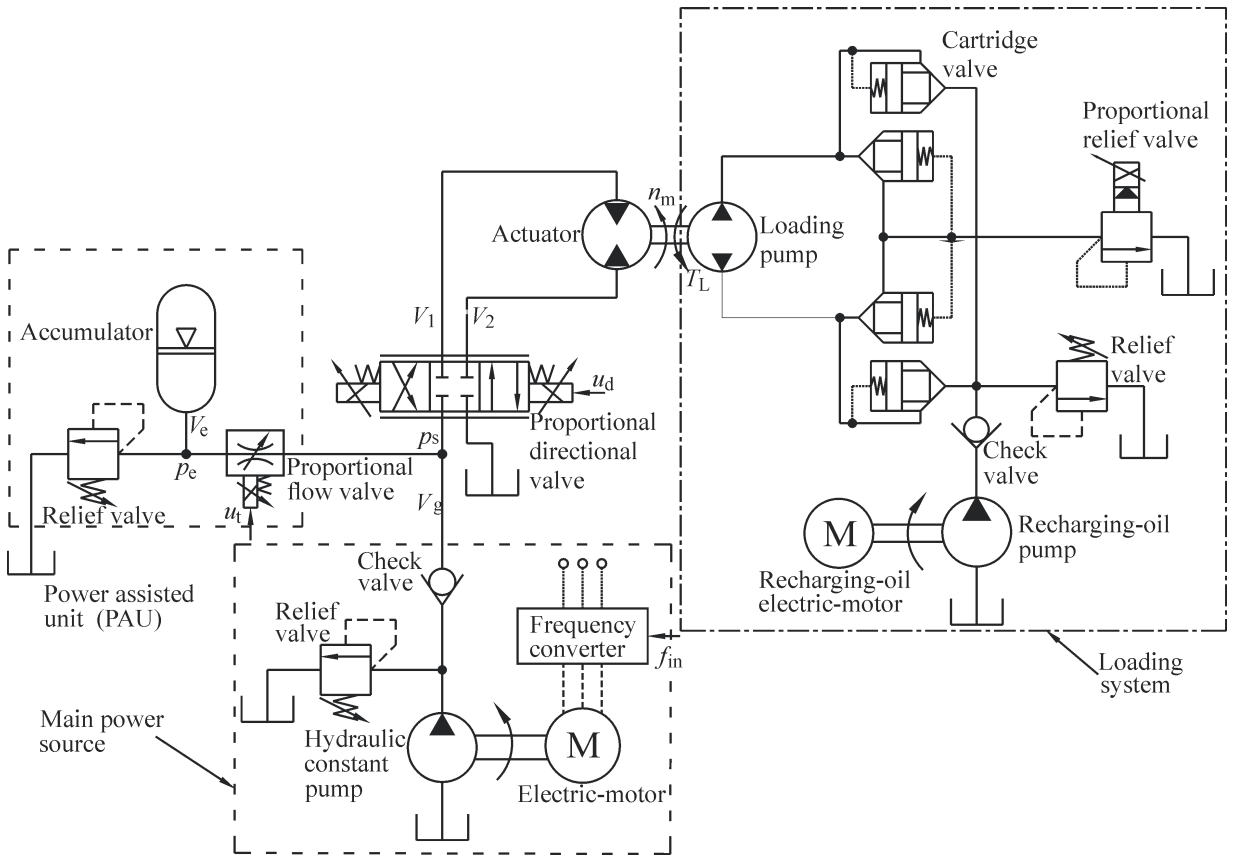 Cartridge
valve
Proportional
relief valve
n_m
Actuator
Loading
pump
T_L
Accumulator
V_1
V_2
Relief
valve
u_d
V_e
p_s
Proportional
directional
valve
p_e
Proportional
flow valve
V_g
Relief valve
u_t
Check
valve
M
Recharging-oil
pump
Recharging-oil
electric-motor
Check
valve
Power assisted
unit (PAU)
Relief
valve
Frequency
converter
f_in
Loading
system
Main power
source
Hydraulic
constant
pump
M
Electric-motor